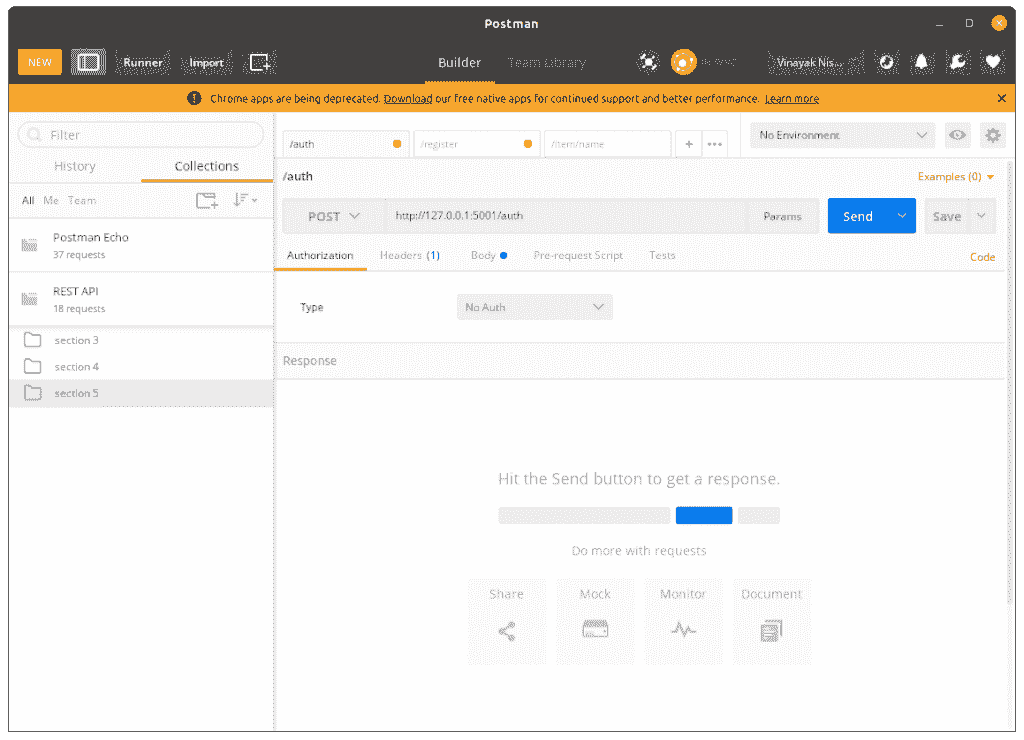 Postman
NEW Runner Import Builder Team Library IN SYNC Vinayak Nis...
Chrome apps are being deprecated. Download our free native apps for continued support and better performance. Learn more
Filter
History Collections
All Me Team
Postman Echo
37 requests
REST API
18 requests
section 3
section 4
section 5
/auth /register /item/name + ••• No Environment
/auth Examples (0)
POST http://127.0.0.1:5001/auth Params Send Save
Authorization Headers (1) Body Pre-request Script Tests Code
Type No Auth
Response
Hit the Send button to get a response.
Do more with requests
Share Mock Monitor Document